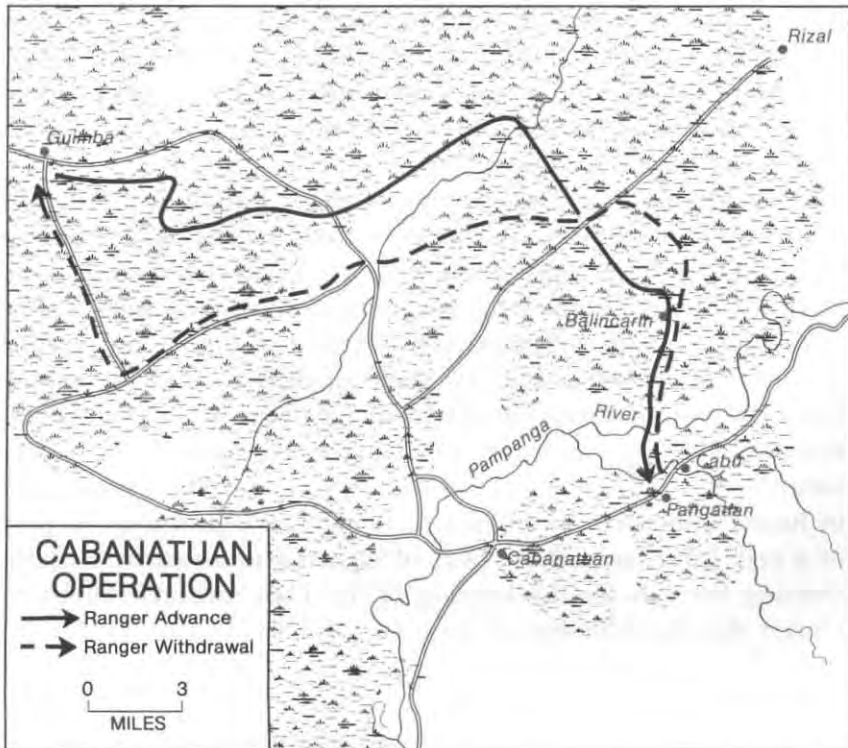 Rizal
Guimba
Balincarin
River
Pampanga
Cabu
Pangatian
Cabanatuan
CABANATUAN
OPERATION
Ranger Advance
Ranger Withdrawal
0 3
MILES